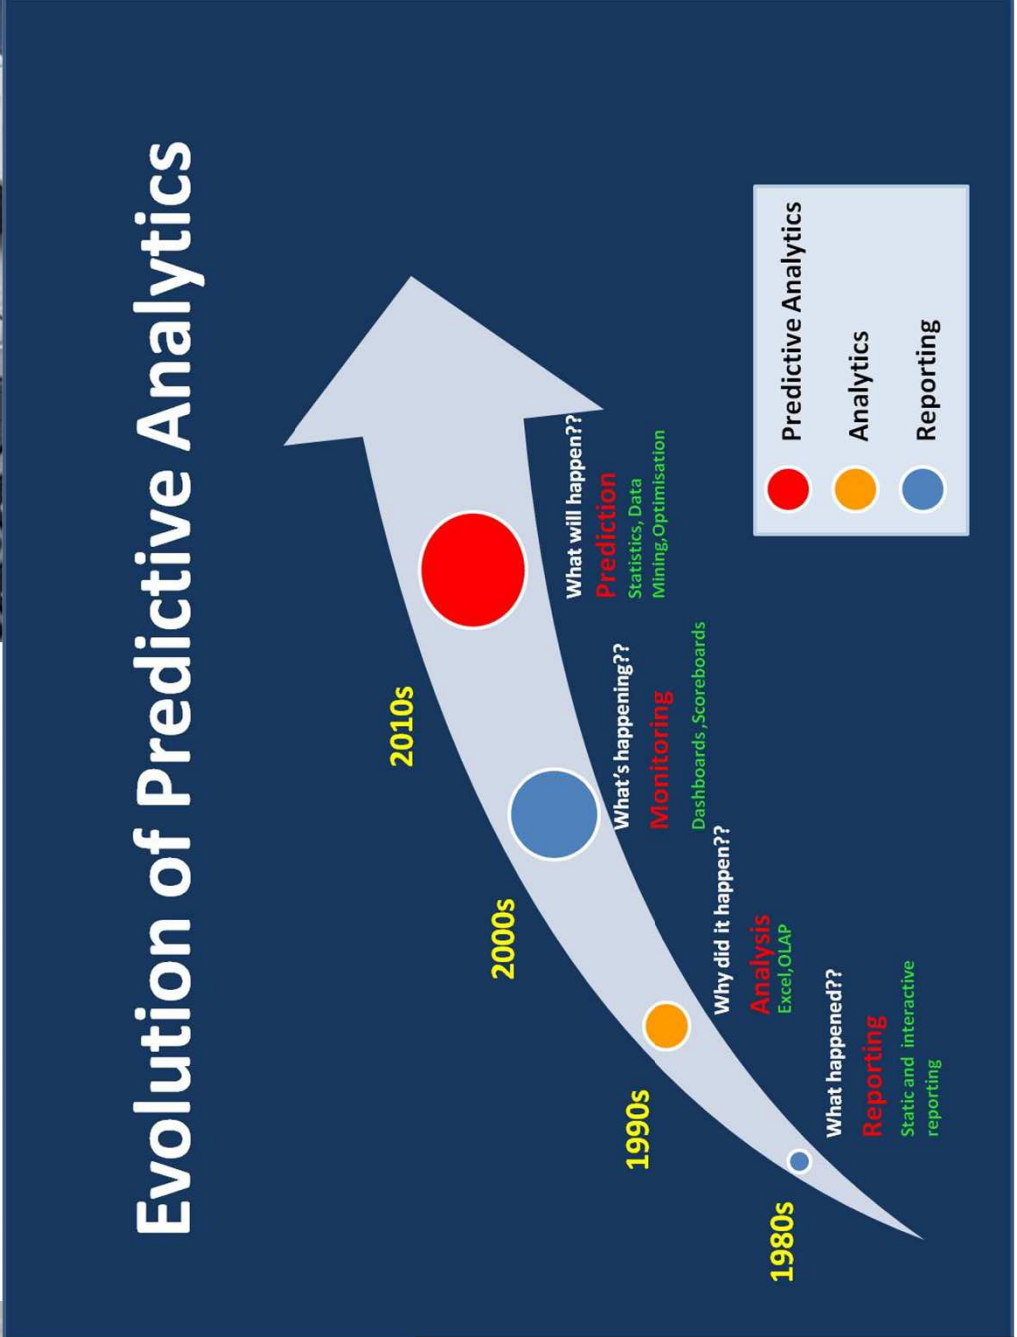 Evolution of Predictive Analytics
1980s
What happened??
Reporting
Static and interactive
reporting
1990s
Why did it happen??
Analysis
Excel,OLAP
2000s
What's happening??
Monitoring
Dashboards ,Scoreboards
2010s
What will happen??
Prediction
Statistics, Data
Mining,Optimisation
Predictive Analytics
Analytics
Reporting